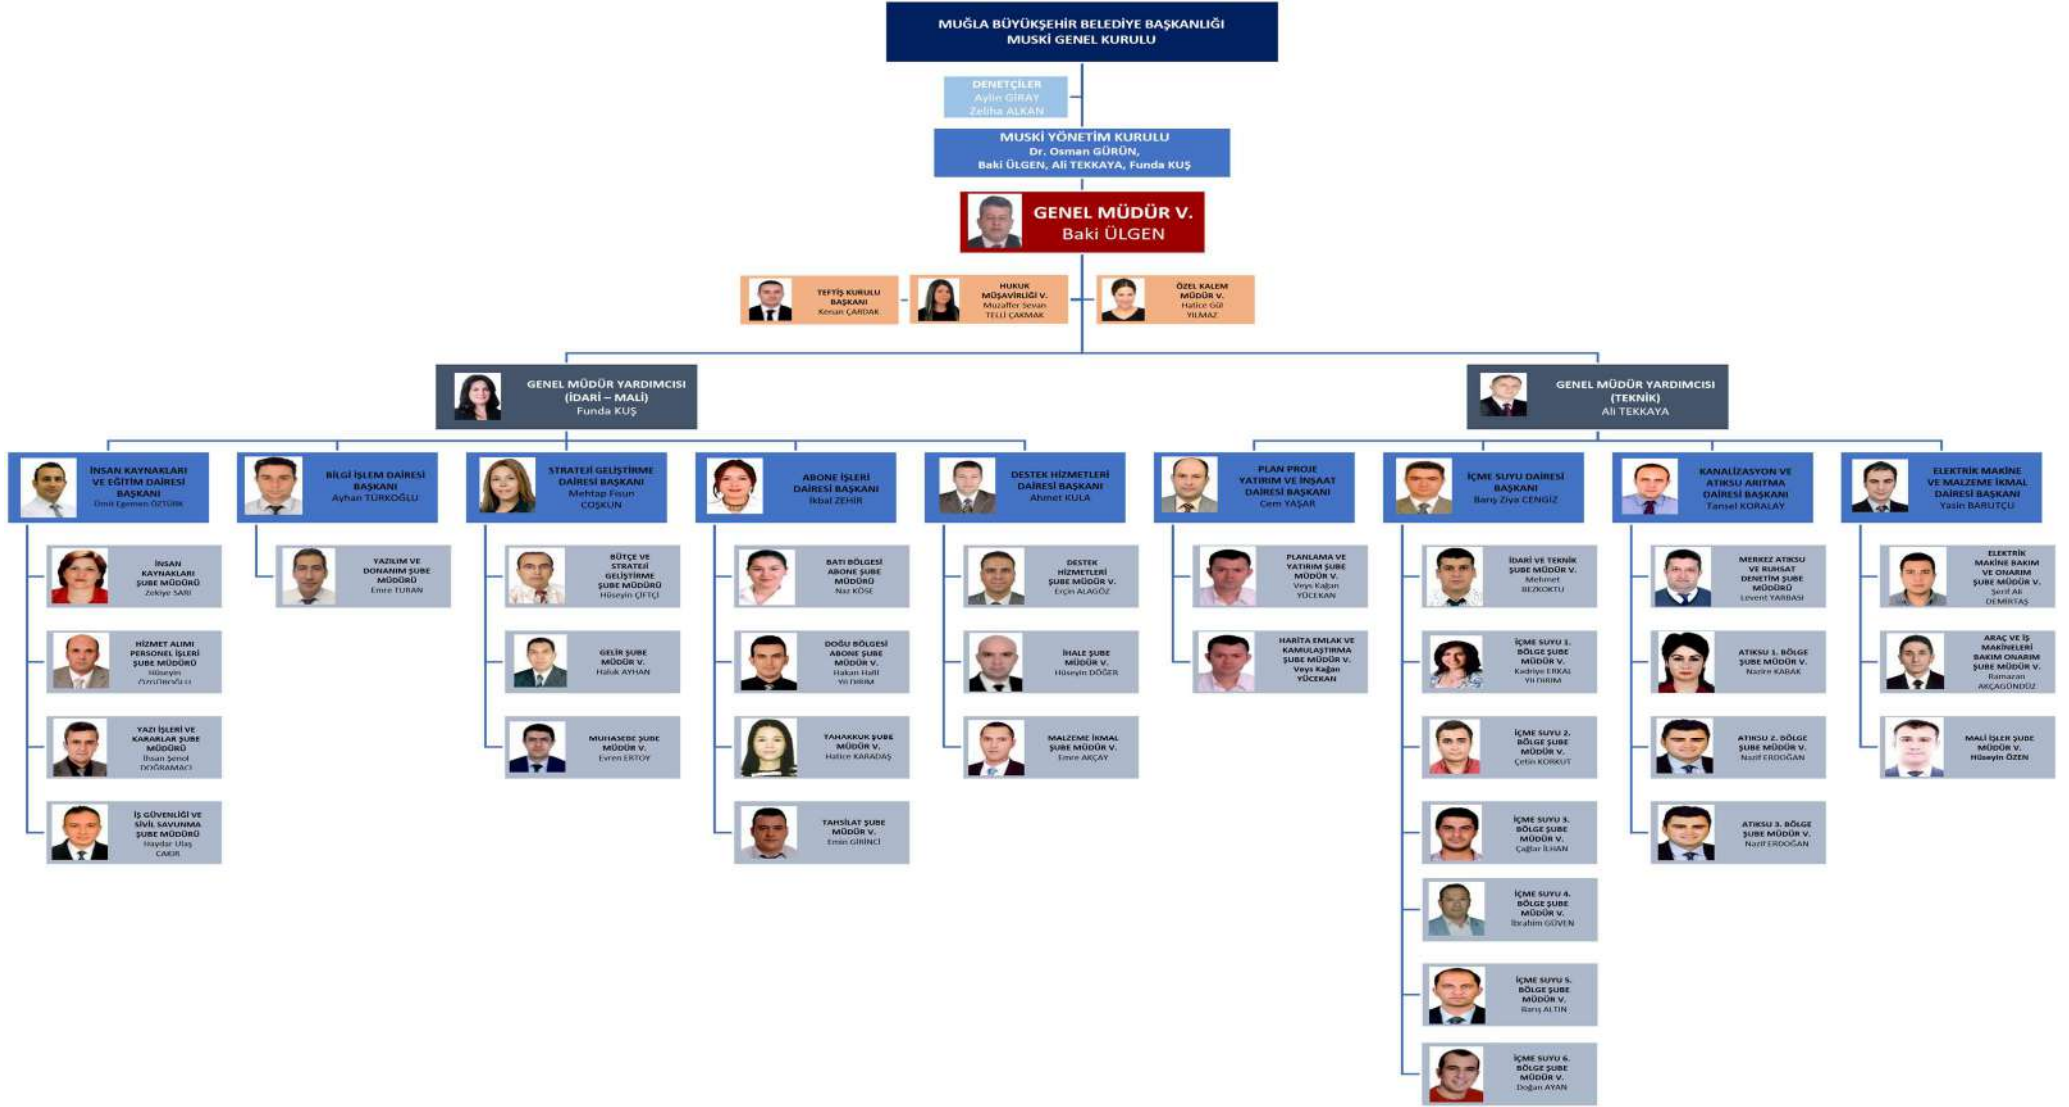 MUĞLA BÜYÜKŞEHİR BELEDİYE BAŞKANLIĞI
MUSKİ GENEL KURULU
DENETÇİLER
Aylin GİRAY
Zeliha ALKAN
MUSKİ YÖNETİM KURULU
Dr. Osman GÜRÜN,
Baki ÜLGEN, Ali TEKKAYA, Funda KUŞ
GENEL MÜDÜR V.
Baki ÜLGEN
TEFTİŞ KURULU
BAŞKANI
Kenan ÇARDAK
HUKUK
MÜŞAVİRLİĞİ V.
Muzaffer Sevan
TELLİ ÇAKMAK
ÖZEL KALEM
MÜDÜR V.
Hatice Gül
YILMAZ
GENEL MÜDÜR YARDIMCISI
(İDARİ – MALİ)
Funda KUŞ
GENEL MÜDÜR YARDIMCISI
(TEKNİK)
Ali TEKKAYA
İNSAN KAYNAKLARI
VE EĞİTİM DAİRESİ
BAŞKANI
Ümit Egemen ÖZTÜRK
BİLGİ İŞLEM DAİRESİ
BAŞKANI
Ayhan TÜRKOĞLU
STRATEJİ GELİŞTİRME
DAİRESİ BAŞKANI
Mehtap Fisun
COŞKUN
ABONE İŞLERİ
DAİRESİ BAŞKANI
İkbal ZEHİR
DESTEK HİZMETLERİ
DAİRESİ BAŞKANI
Ahmet KULA
PLAN PROJE
YATIRIM VE İNŞAAT
DAİRESİ BAŞKANI
Cem YAŞAR
İÇME SUYU DAİRESİ
BAŞKANI
Barış Ziya CENGİZ
KANALİZASYON VE
ATIKSU ARITMA
DAİRESİ BAŞKANI
Tansel KORALAY
ELEKTRİK MAKİNE
VE MALZEME İKMAL
DAİRESİ BAŞKANI
Yasin BARUTÇU
İNSAN
KAYNAKLARI
ŞUBE MÜDÜRÜ
Zekiye SARI
HİZMET ALIMI
PERSONEL İŞLERİ
ŞUBE MÜDÜRÜ
Hüseyin
ÖZGÜROĞLU
YAZI İŞLERİ VE
KARARLAR ŞUBE
MÜDÜRÜ
İhsan Şenol
DOĞRAMACI
İŞ GÜVENLİĞİ VE
SİVİL SAVUNMA
ŞUBE MÜDÜRÜ
Haydar Ulaş
ÇAKIR
YAZILIM VE
DONANIM ŞUBE
MÜDÜRÜ
Emre TURAN
BÜTÇE VE
STRATEJİ
GELİŞTİRME
ŞUBE MÜDÜRÜ
Hüseyin ÇİFTÇİ
GELİR ŞUBE
MÜDÜR V.
Haluk AYHAN
MUHASEBE ŞUBE
MÜDÜR V.
Evren ERTOY
BATI BÖLGESİ
ABONE ŞUBE
MÜDÜRÜ
Naz KÖSE
DOĞU BÖLGESİ
ABONE ŞUBE
MÜDÜR V.
Hakan Halil
YILDIRIM
TAHAKKUK ŞUBE
MÜDÜR V.
Hatice KARADAŞ
TAHSİLAT ŞUBE
MÜDÜR V.
Emin GİRİNCİ
DESTEK
HİZMETLERİ
ŞUBE MÜDÜR V.
Erçin ALAGÖZ
İHALE ŞUBE
MÜDÜR V.
Hüseyin DÖĞER
MALZEME İKMAL
ŞUBE MÜDÜR V.
Emre AKÇAY
PLANLAMA VE
YATIRIM ŞUBE
MÜDÜR V.
Veys Kağan
YÜCEKAN
HARİTA EMLAK VE
KAMULAŞTIRMA
ŞUBE MÜDÜR V.
Veys Kağan
YÜCEKAN
İDARİ VE TEKNİK
ŞUBE MÜDÜR V.
Mehmet
BEZKOKTU
İÇME SUYU 1.
BÖLGE ŞUBE
MÜDÜR V.
Kadriye ERKAL
YILDIRIM
İÇME SUYU 2.
BÖLGE ŞUBE
MÜDÜR V.
Çetin KORKUT
İÇME SUYU 3.
BÖLGE ŞUBE
MÜDÜR V.
Çağlar İLHAN
İÇME SUYU 4.
BÖLGE ŞUBE
MÜDÜR V.
İbrahim GÜVEN
İÇME SUYU 5.
BÖLGE ŞUBE
MÜDÜR V.
Barış ALTIN
İÇME SUYU 6.
BÖLGE ŞUBE
MÜDÜR V.
Doğan AYAN
MERKEZ ATIKSU
VE RUHSAT
DENETİM ŞUBE
MÜDÜRÜ
Levent YARBASI
ATIKSU 1. BÖLGE
ŞUBE MÜDÜR V.
Nazire KABAK
ATIKSU 2. BÖLGE
ŞUBE MÜDÜR V.
Nazif ERDOĞAN
ATIKSU 3. BÖLGE
ŞUBE MÜDÜR V.
Nazif ERDOĞAN
ELEKTRİK
MAKİNE BAKIM
VE ONARIM
ŞUBE MÜDÜR V.
Şerif Ali
DEMİRTAŞ
ARAÇ VE İŞ
MAKİNELERİ
BAKIM ONARIM
ŞUBE MÜDÜR V.
Ramazan
AKÇAGÜNDÜZ
MALİ İŞLER ŞUBE
MÜDÜR V.
Hüseyin ÖZEN